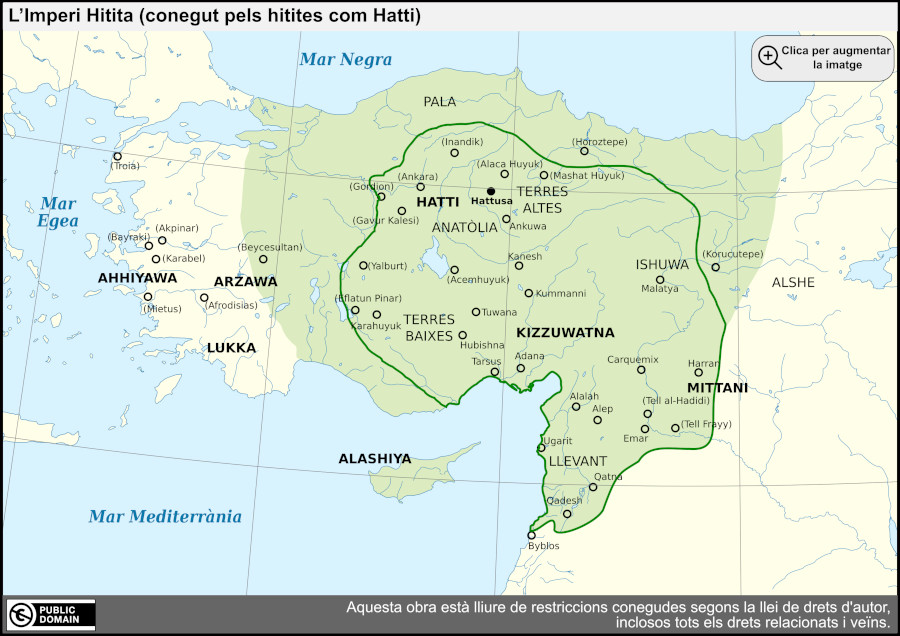 L'Imperi Hitita (conegut pels hitites com Hatti)
Clica per augmentar
la imatge
Mar Negra
PALA
(Inandik)
(Horoztepe)
(Troia)
(Alaca Huyuk)
(Ankara)
(Mashat Huyuk)
(Gordion)
HATTI
Hattusa
TERRES
ALTES
Mar
Egea
(Gavur Kalesi)
ANATÒLIA
Ankuwa
(Akpinar)
(Bayraki)
(Beycesultan)
(Karabel)
(Korucutepe)
Kanesh
(Yalburt)
ISHUWA
AHHIYAWA
ARZAWA
(Acemhuyuk)
Malatya
ALSHE
(Mietus)
(Afrodisias)
(Eflatun Pinar)
Kummanni
Karahuyuk
Tuwana
TERRES
BAIXES
KIZZUWATNA
LUKKA
Hubishna
Tarsus
Adana
Carquemix
Harran
MITTANI
Alalah
Alep
(Tell al-Hadidi)
(Tell Frayy)
Emar
Ugarit
ALASHIYA
LLEVANT
Qatna
Qadesh
Mar Mediterrània
Byblos
PUBLIC
DOMAIN
Aquesta obra està lliure de restriccions conegudes segons la llei de drets d'autor,
inclosos tots els drets relacionats i veïns.